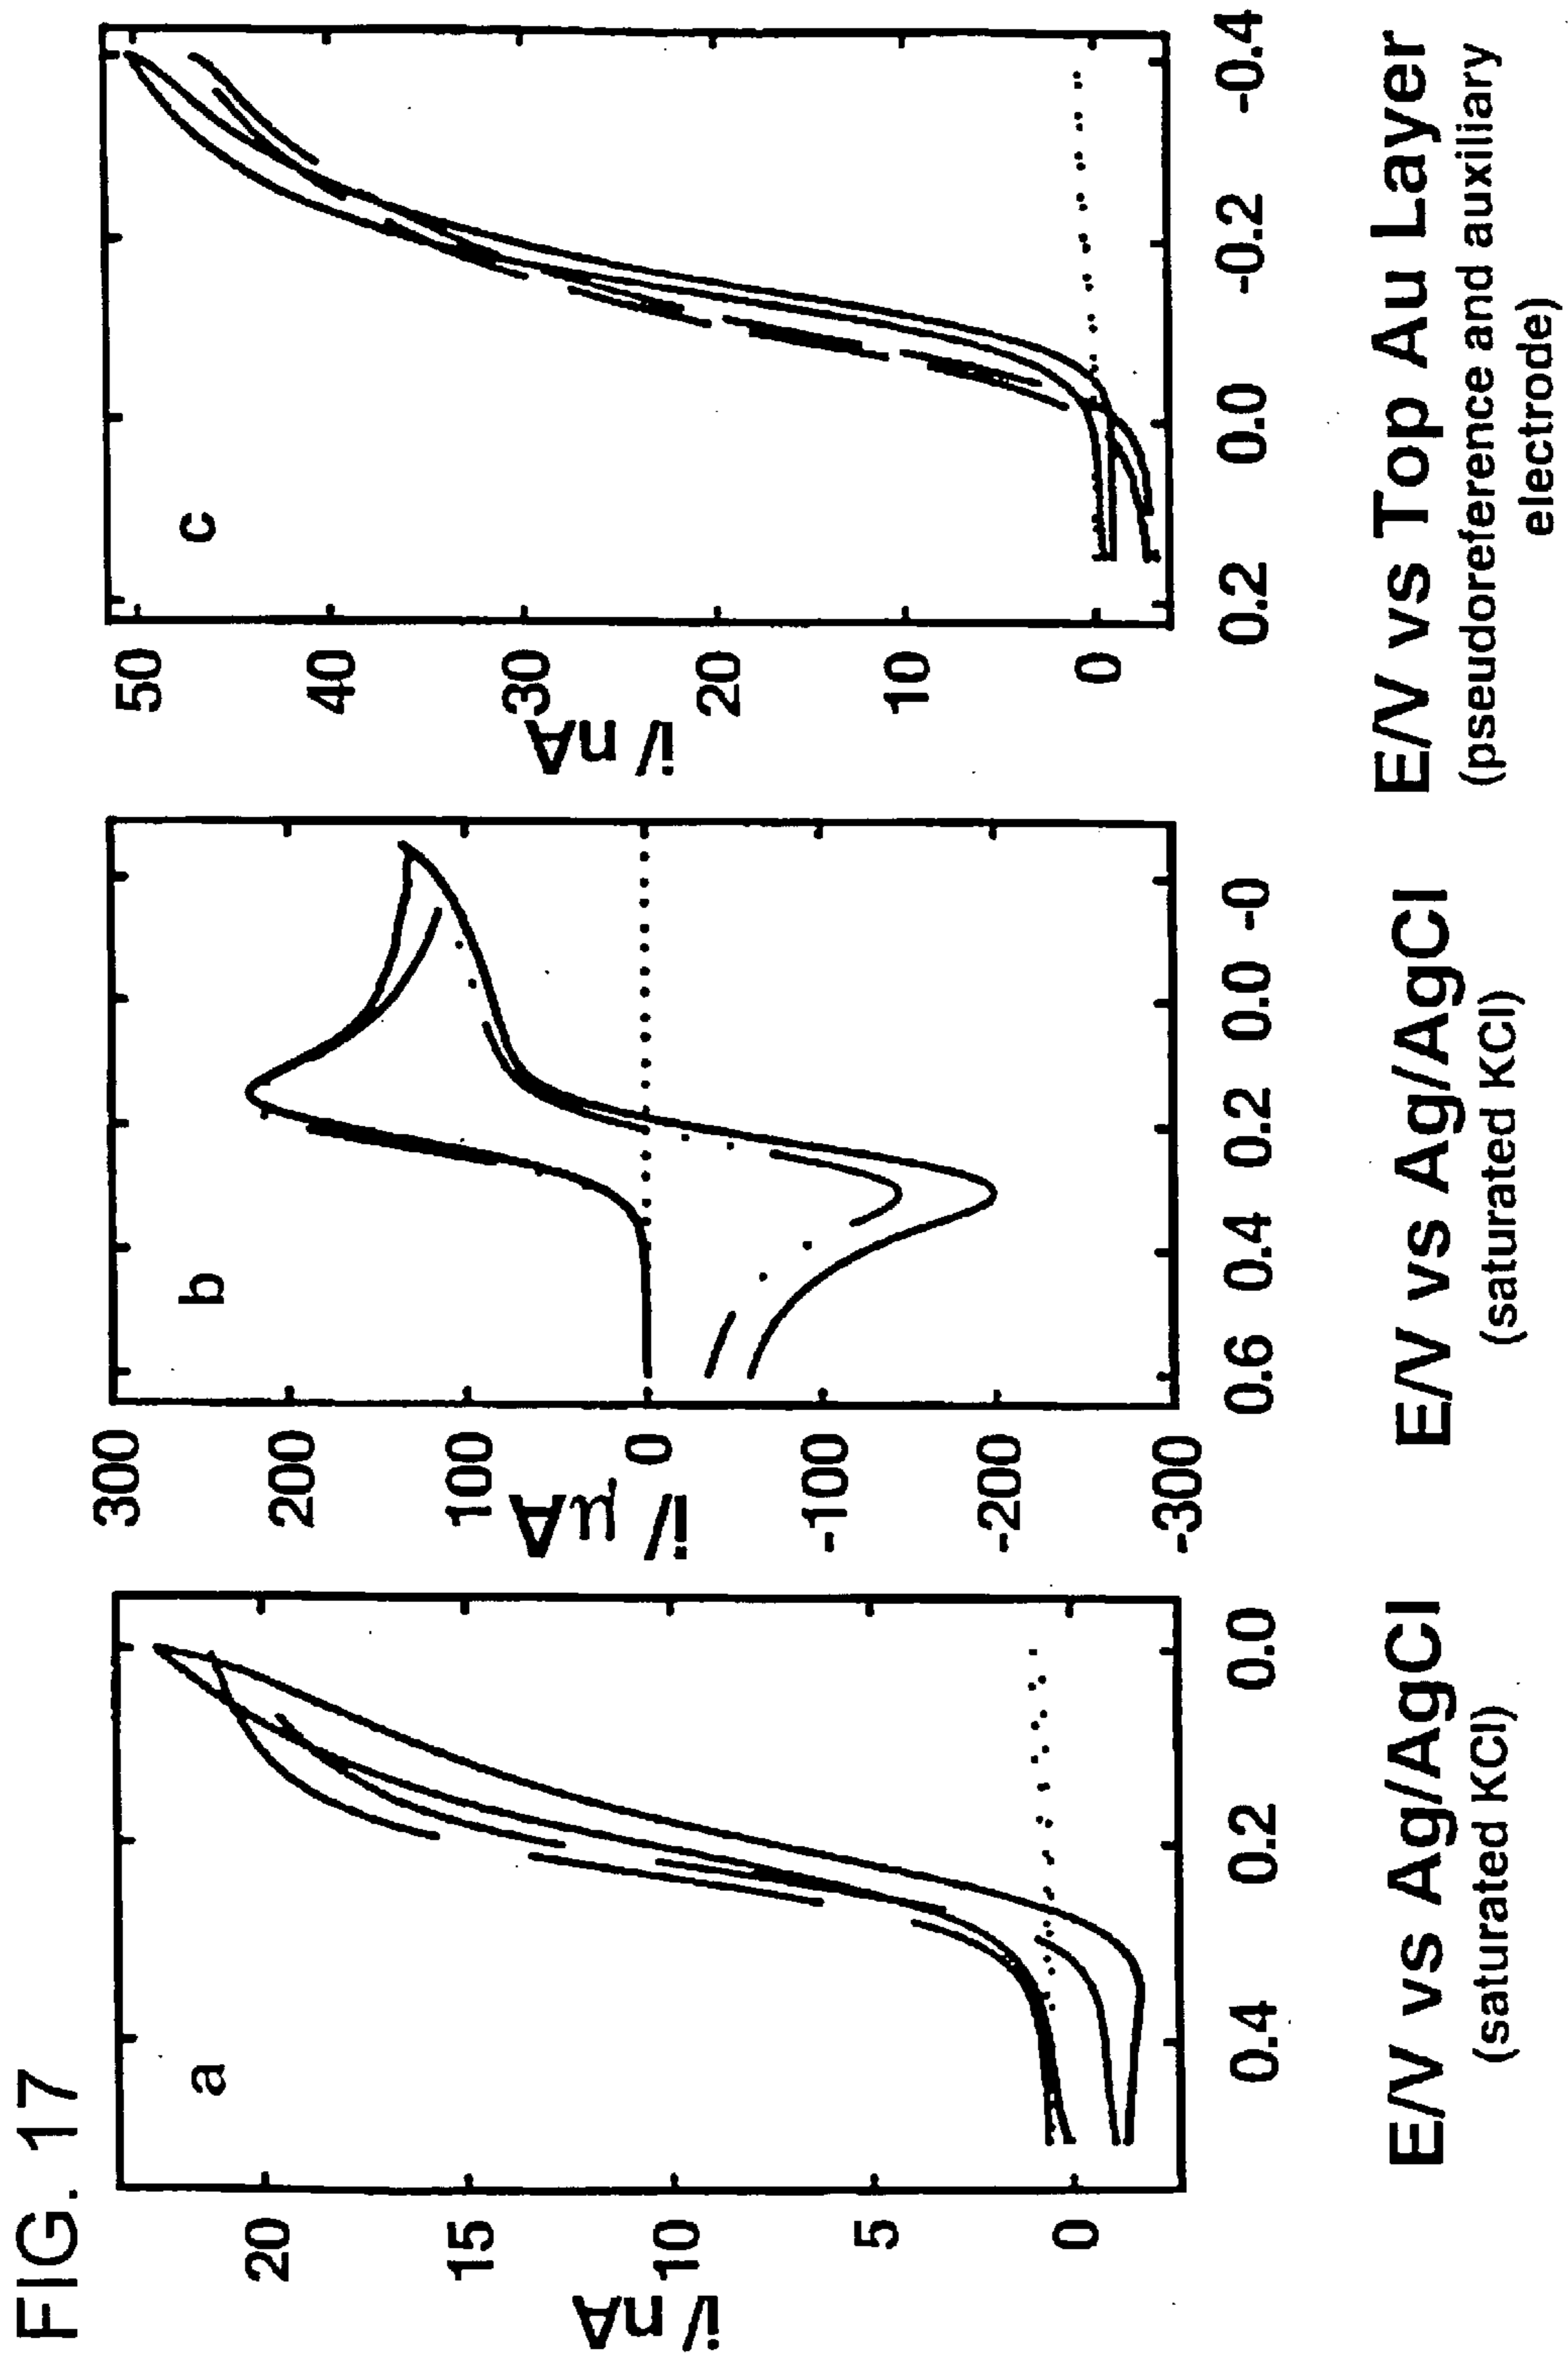 FIG. 17
a
i/ nA
20
15
10
5
0
0.4 0.2 0.0
E/V vs Ag/AgCl
(saturated KCl)
b
i/ μA
300
200
100
0
-100
-200
-300
0.6 0.4 0.2 0.0 -0
E/V vs Ag/AgCl
(saturated KCl)
c
i/ nA
50
40
30
20
10
0
0.2 0.0 -0.2 -0.4
E/V vs Top Au Layer
(pseudoreference and auxiliary
electrode)